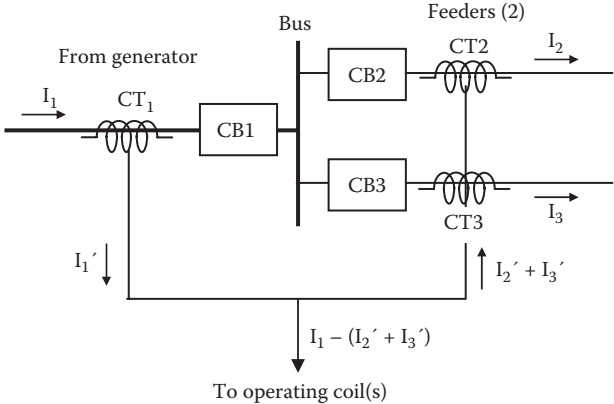 Feeders (2)
Bus
From generator
CT2
I₂
I₁
CT₁
CB2
CB1
CB3
I₃
CT3
I₁´
I₂´ + I₃´
I₁ – (I₂´ + I₃´)
To operating coil(s)